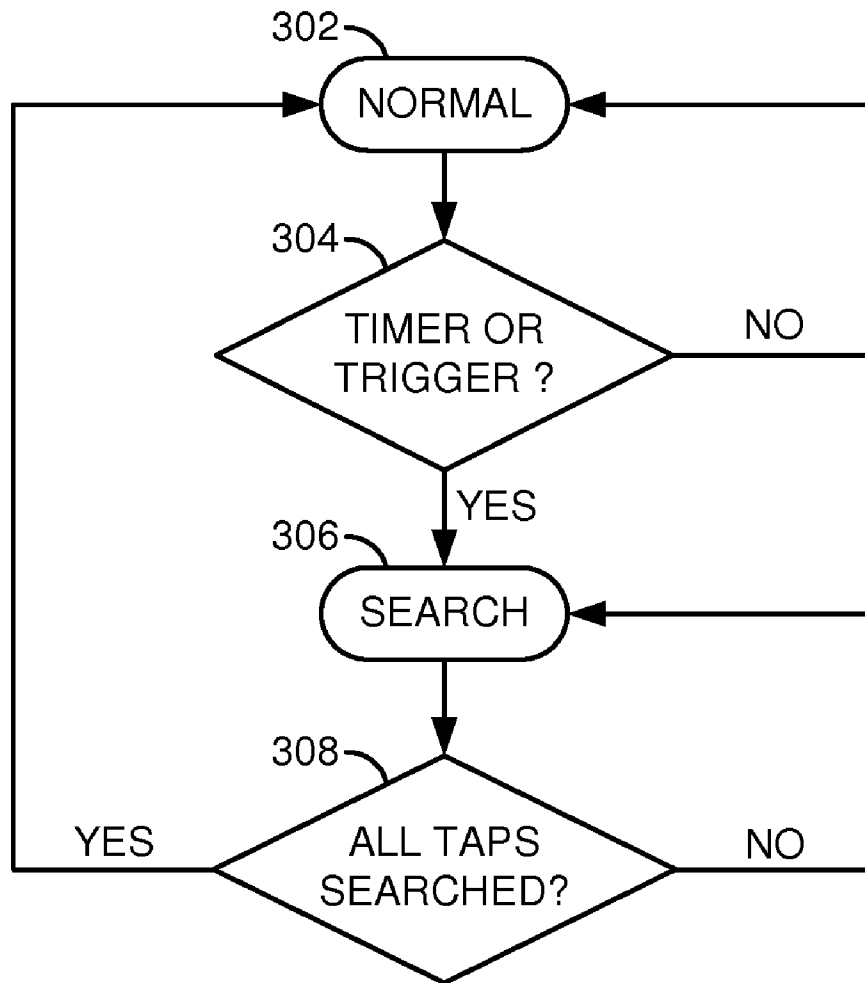 302
NORMAL
304
TIMER OR
TRIGGER ?
NO
YES
306
SEARCH
308
ALL TAPS
SEARCHED?
YES
NO